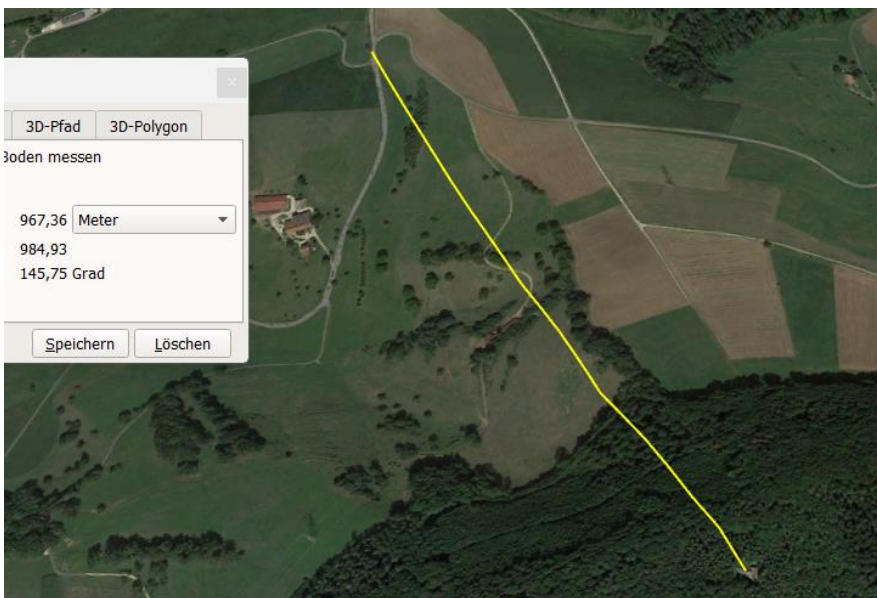 3D-Pfad 3D-Polygon
Boden messen
967,36 Meter
984,93
145,75 Grad
Speichern Löschen